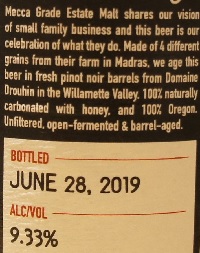 Mecca Grade Estate Malt shares our vision
of small family business and this beer is our
celebration of what they do. Made of 4 different
grains from their farm in Madras, we age this
beer in fresh pinot noir barrels from Domaine
Drouhin in the Willamette Valley. 100% naturally
carbonated with honey, and 100% Oregon.
Unfiltered, open-fermented & barrel-aged.
BOTTLED
JUNE 28, 2019
ALC/VOL
9.33%